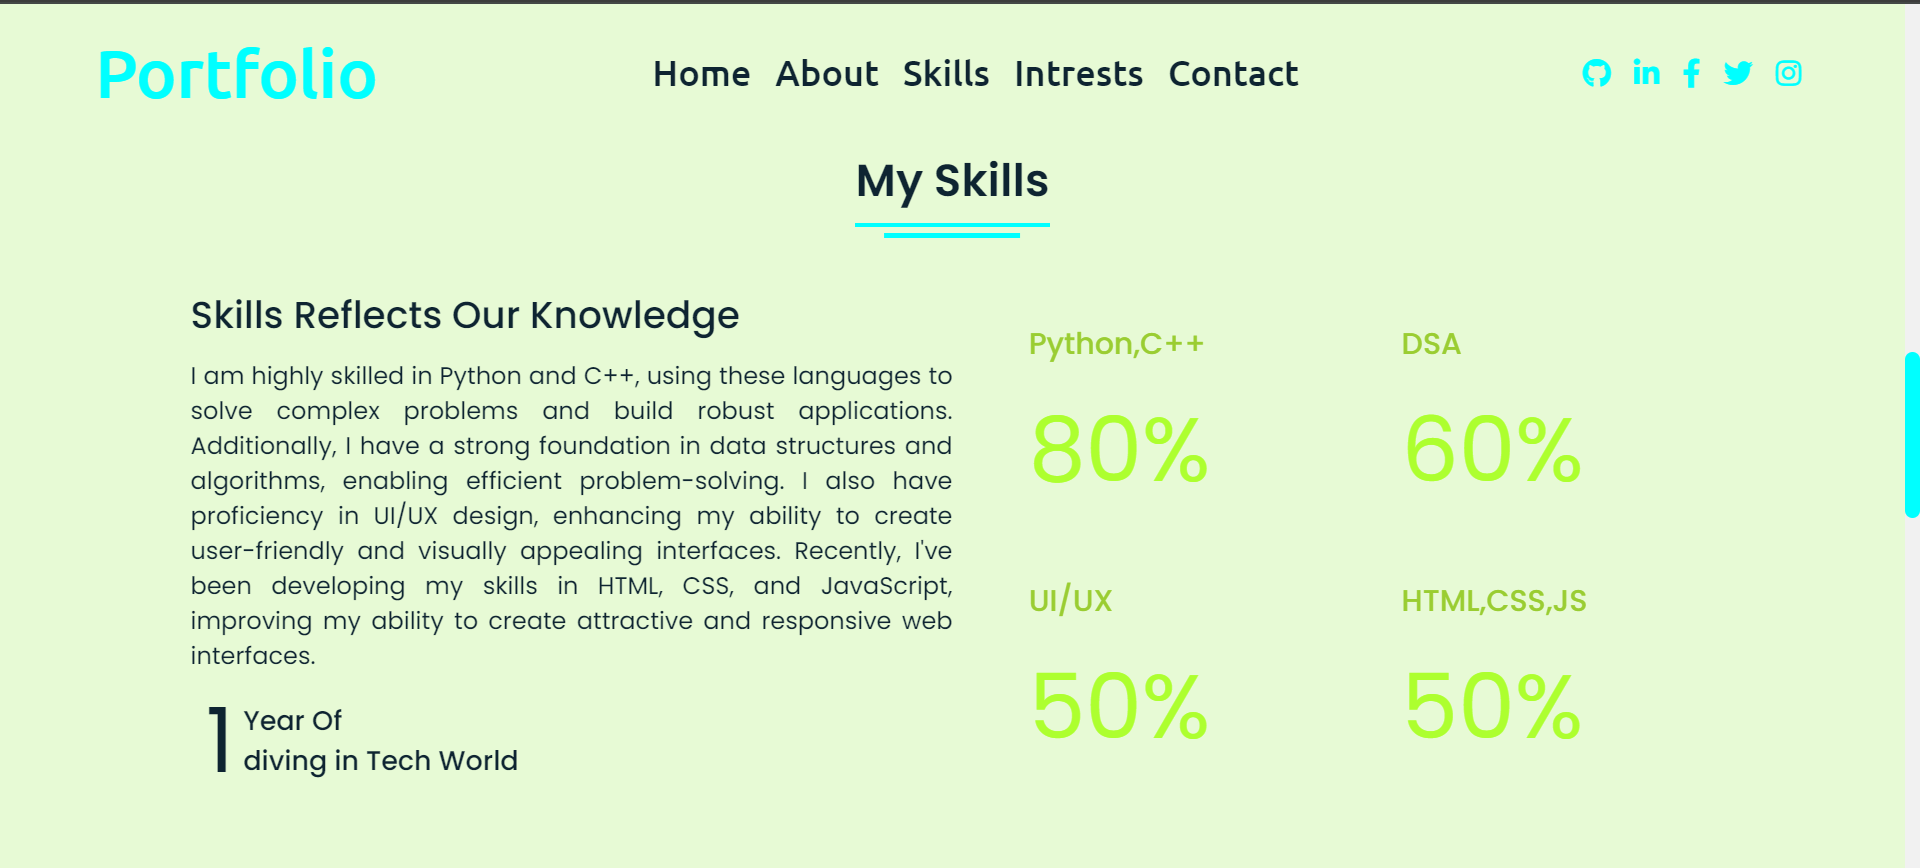 Portfolio
Home About Skills Intrests Contact
My Skills
Skills Reflects Our Knowledge
I am highly skilled in Python and C++, using these languages to
solve complex problems and build robust applications.
Additionally, I have a strong foundation in data structures and
algorithms, enabling efficient problem-solving. I also have
proficiency in UI/UX design, enhancing my ability to create
user-friendly and visually appealing interfaces. Recently, I've
been developing my skills in HTML, CSS, and JavaScript,
improving my ability to create attractive and responsive web
interfaces.
1
Year Of
diving in Tech World
Python,C++
80%
DSA
60%
UI/UX
50%
HTML,CSS,JS
50%